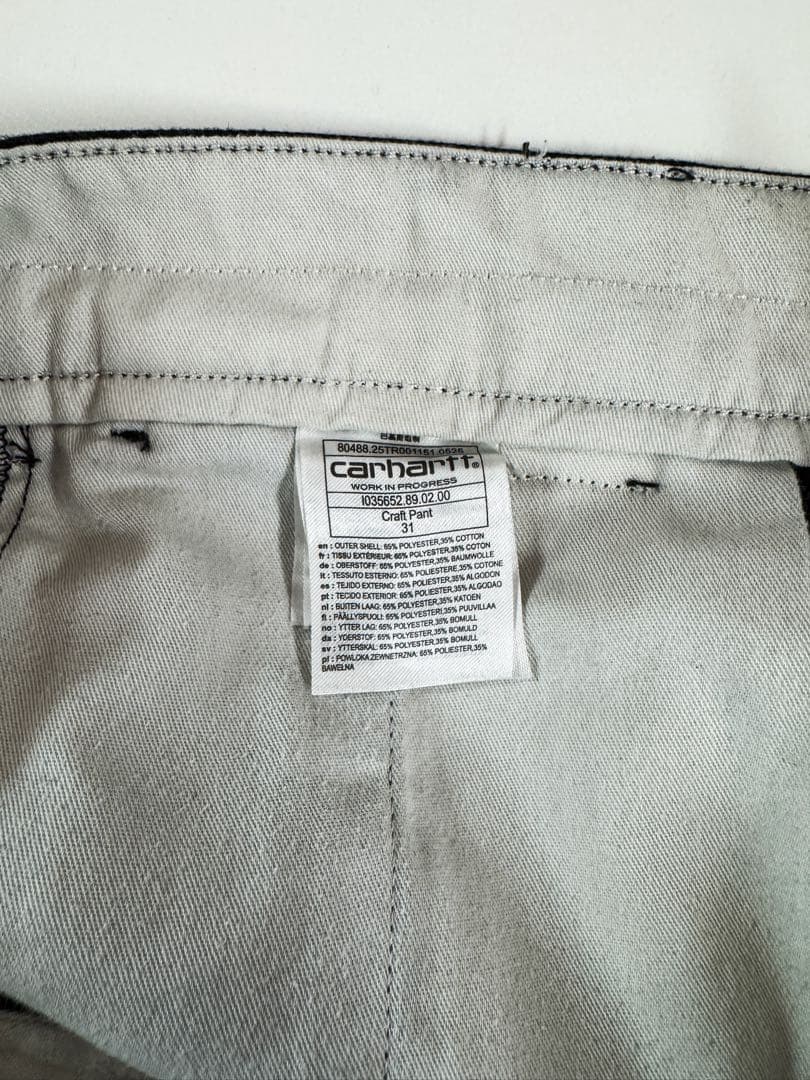 80488.25TR001151.0526
carhartt®
WORK IN PROGRESS
I035652.89.02.00
Craft Pant
31
en : OUTER SHELL: 65% POLYESTER,35% COTTON
fr : TISSU EXTÉRIEUR: 65% POLYESTER,35% COTON
de : OBERSTOFF: 65% POLYESTER,35% BAUMWOLLE
it : TESSUTO ESTERNO: 65% POLIESTERE,35% COTONE
es : TEJIDO EXTERNO: 65% POLIÉSTER,35% ALGODON
pt : TECIDO EXTERIOR: 65% POLIÉSTER,35% ALGODAO
nl : BUITEN LAAG: 65% POLYESTER,35% KATOEN
fi : PÄÄLLYSPUOLI: 65% POLYESTERI,35% PUUVILLAA
no : YTTER LAG: 65% POLYESTER,35% BOMULL
da : YDERSTOF: 65% POLYESTER,35% BOMULD
sv : YTTERSKAL: 65% POLYESTER,35% BOMULL
pl : POWLOKA ZEWNETRZNA: 65% POLIESTER,35%
BAWELNA